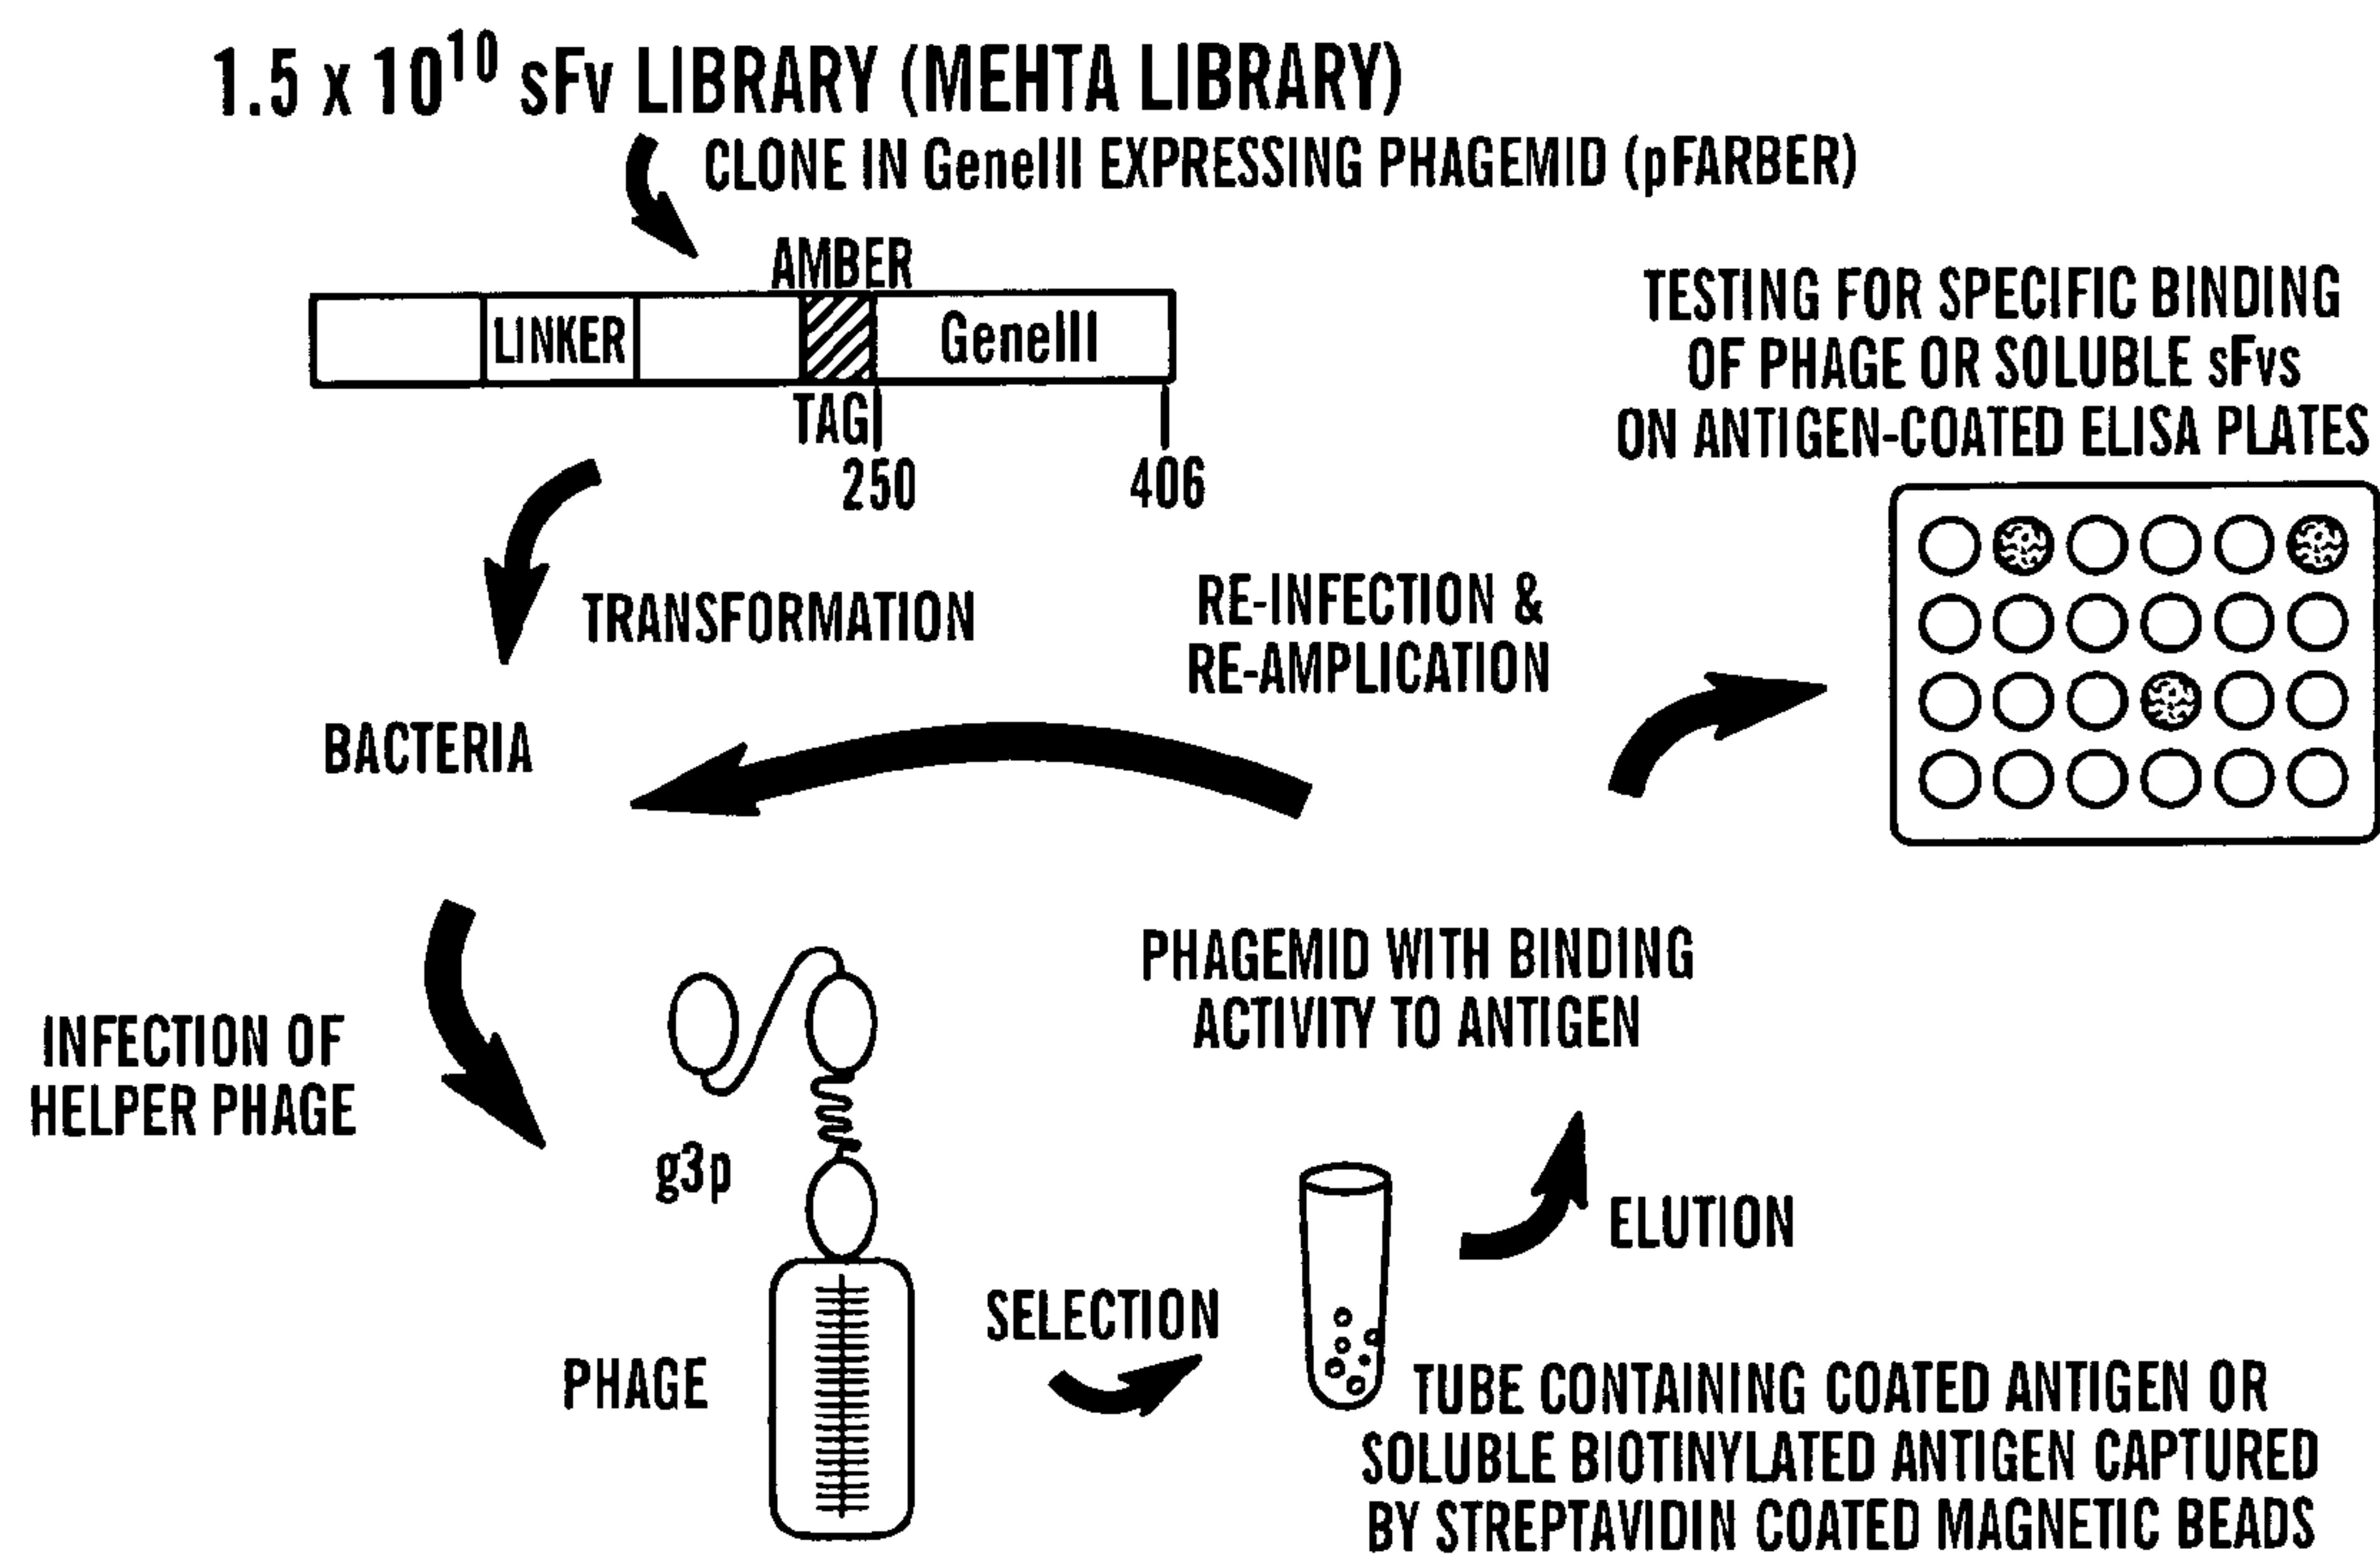 1.5 x 10¹⁰ sFv LIBRARY (MEHTA LIBRARY)
CLONE IN GeneIII EXPRESSING PHAGEMID (pFARBER)
AMBER
LINKER
GeneIII
TAG
250
406
TESTING FOR SPECIFIC BINDING
OF PHAGE OR SOLUBLE sFvs
ON ANTIGEN-COATED ELISA PLATES
TRANSFORMATION
RE-INFECTION &
RE-AMPLICATION
BACTERIA
INFECTION OF
HELPER PHAGE
g3p
PHAGEMID WITH BINDING
ACTIVITY TO ANTIGEN
ELUTION
SELECTION
PHAGE
TUBE CONTAINING COATED ANTIGEN OR
SOLUBLE BIOTINYLATED ANTIGEN CAPTURED
BY STREPTAVIDIN COATED MAGNETIC BEADS